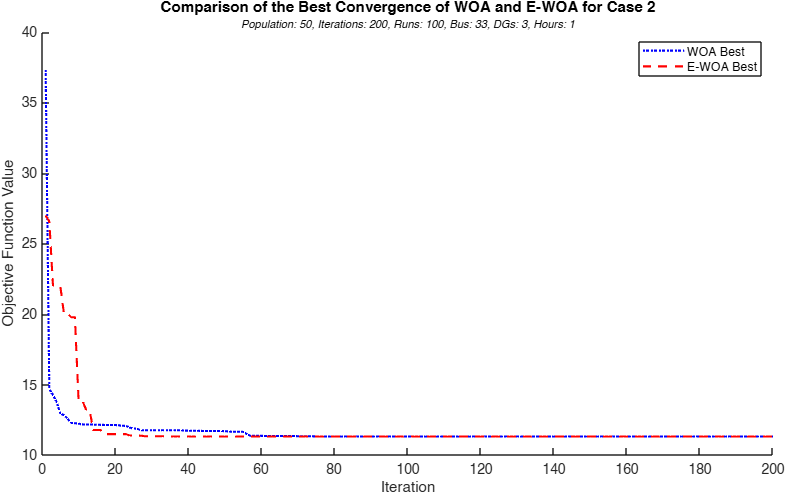 Comparison of the Best Convergence of WOA and E-WOA for Case 2
Population: 50, Iterations: 200, Runs: 100, Bus: 33, DGs: 3, Hours: 1
WOA Best
E-WOA Best
Objective Function Value
40
35
30
25
20
15
10
0 20 40 60 80 100 120 140 160 180 200
Iteration